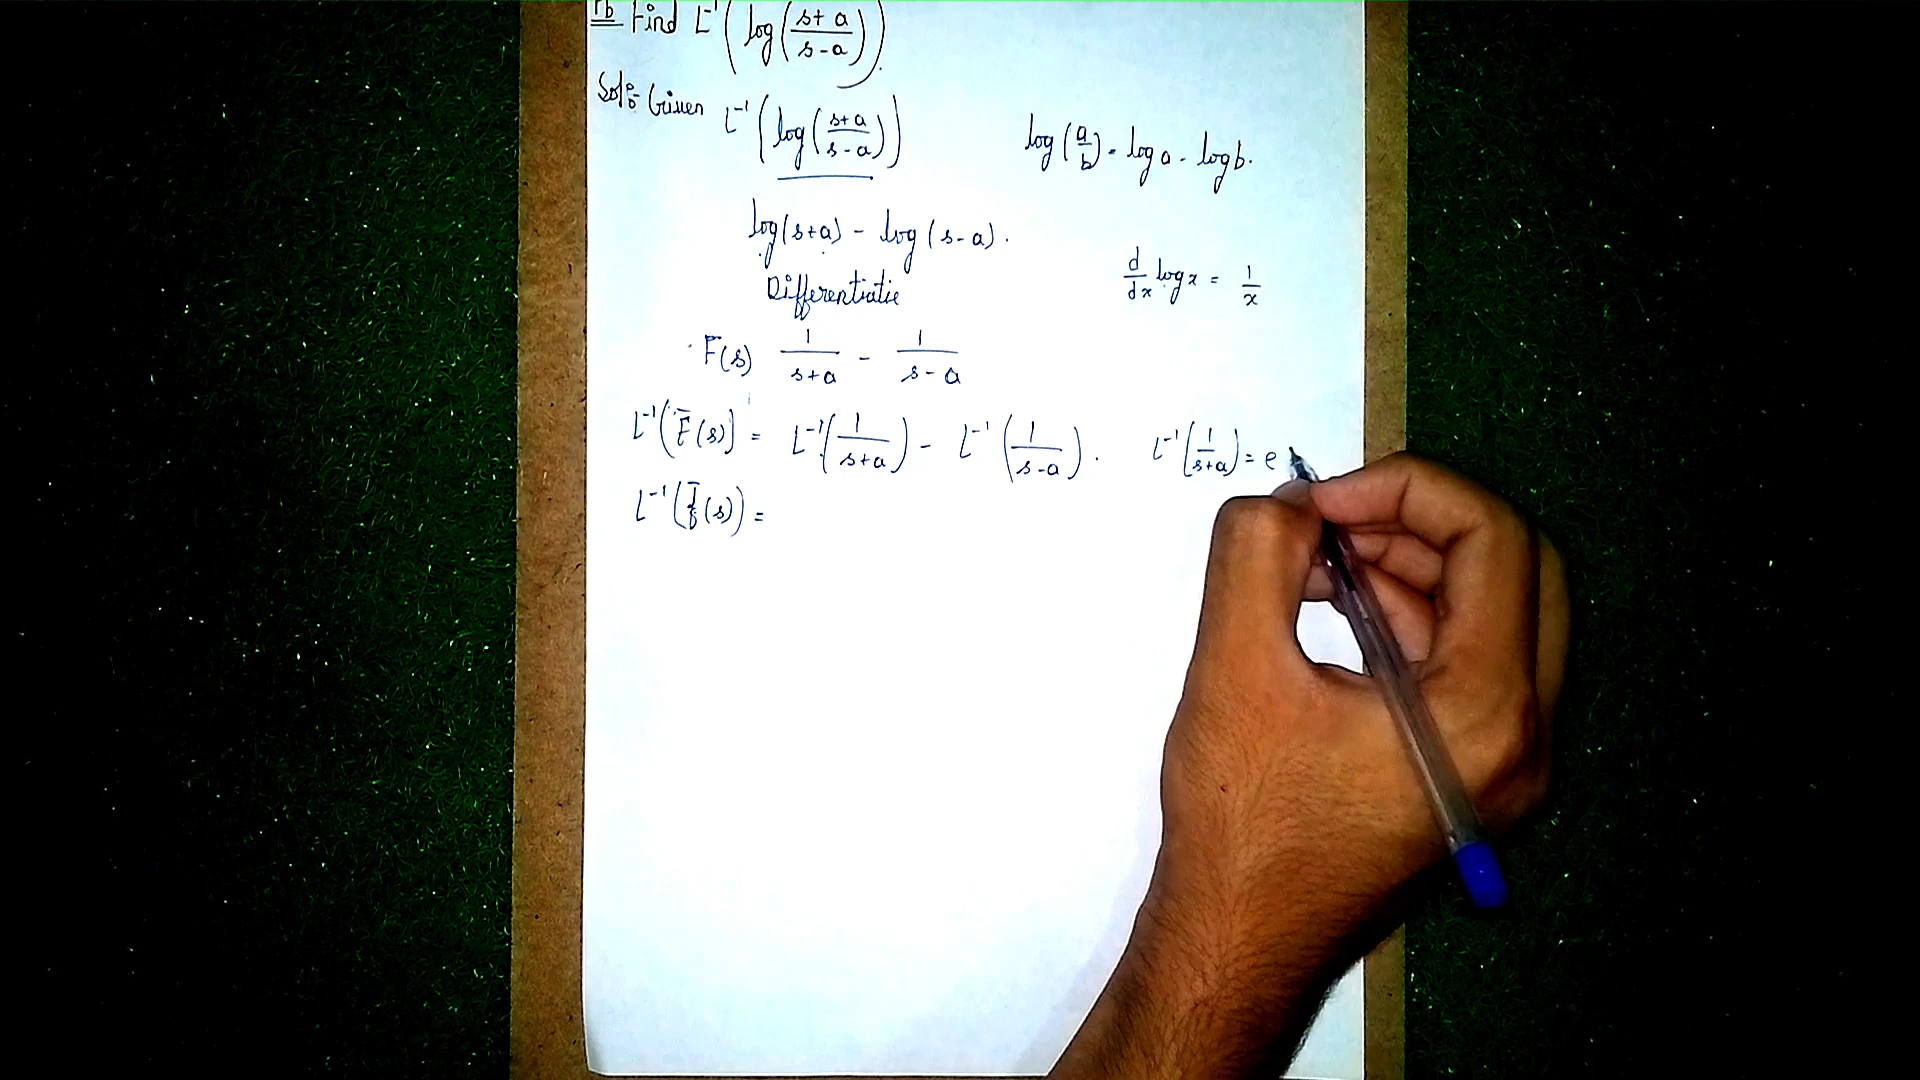 Pb Find L⁻¹(log((s+a)/(s-a))).
Sol:- Given L⁻¹(log((s+a)/(s-a)))
log(a/b) = log a - log b.
log(s+a) - log(s-a).
Differentiatie
d/dx log x = 1/x
F(s) 1/(s+a) - 1/(s-a)
L⁻¹(F̄(s)) = L⁻¹(1/(s+a)) - L⁻¹(1/(s-a)).
L⁻¹(1/(s+a)) = e
L⁻¹(f̄(s)) =